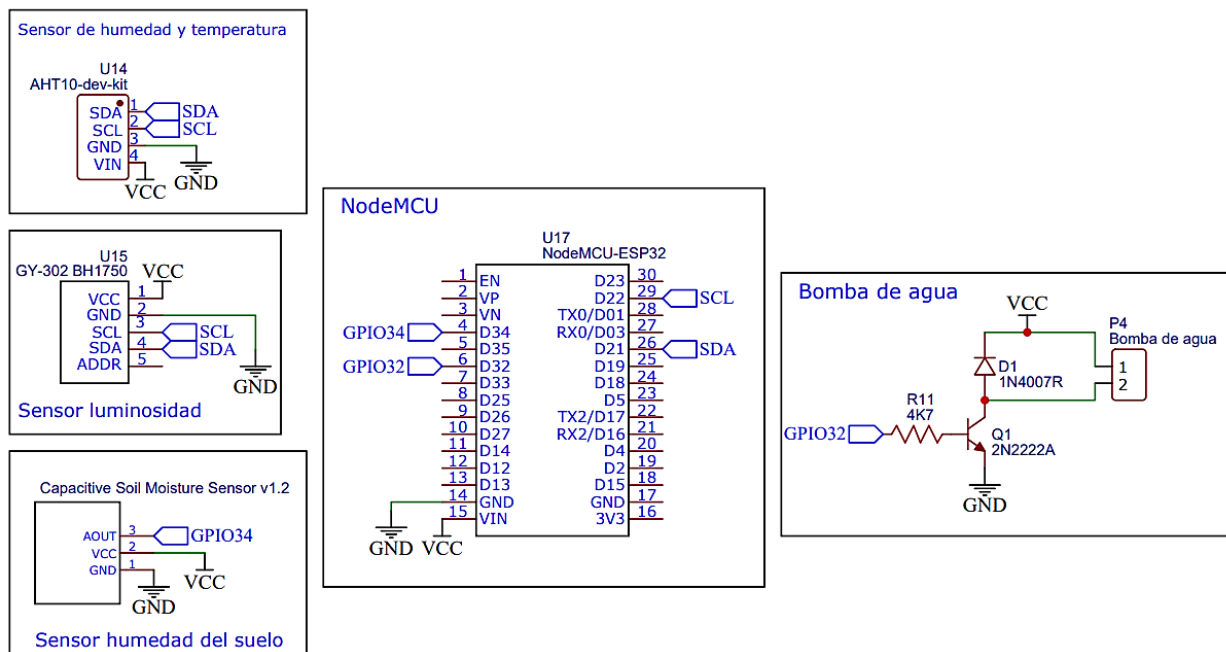 Sensor de humedad y temperatura
U14
AHT10-dev-kit
SDA 1 SDA
SCL 2 SCL
GND 3
VIN 4
VCC GND
U15
GY-302 BH1750
VCC
VCC 1
GND 2
SCL 3 SCL
SDA 4 SDA
ADDR 5
GND
Sensor luminosidad
Capacitive Soil Moisture Sensor v1.2
AOUT 3 GPIO34
VCC 2
GND 1
VCC
GND
Sensor humedad del suelo
NodeMCU
U17
NodeMCU-ESP32
1 EN D23 30
2 VP D22 29 SCL
3 VN TX0/D01 28
GPIO34 4 D34 RX0/D03 27
5 D35 D21 26 SDA
GPIO32 6 D32 D19 25
7 D33 D18 24
8 D25 D5 23
9 D26 TX2/D17 22
10 D27 RX2/D16 21
11 D14 D4 20
12 D12 D2 19
13 D13 D15 18
14 GND GND 17
15 VIN 3V3 16
GND VCC
Bomba de agua
VCC
P4
Bomba de agua
1
2
D1
1N4007R
R11
4K7
GPIO32
Q1
2N2222A
GND